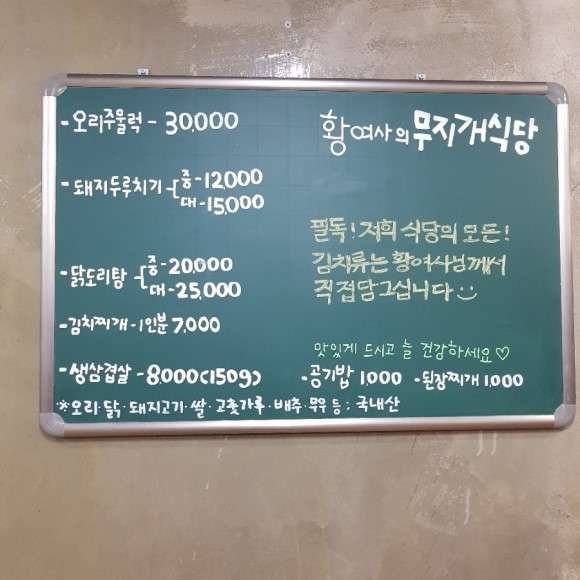 -오리주물럭 - 30,000
-돼지두루치기 -[중 -12,000
대 -15,000
-닭도리탕 -[중 -20,000
대 -25,000
-김치찌개 -1인분 7,000
-생삼겹살 -8,000(150g)
황여사의 무지개식당
필독! 저희 식당의 모든!
김치류는 황여사님께서
직접담그십니다 :)
맛있게 드시고 늘 건강하세요♡
-공기밥 1,000 -된장찌개 1,000
※오리·닭·돼지고기·쌀·고춧가루·배추·무우 등 : 국내산